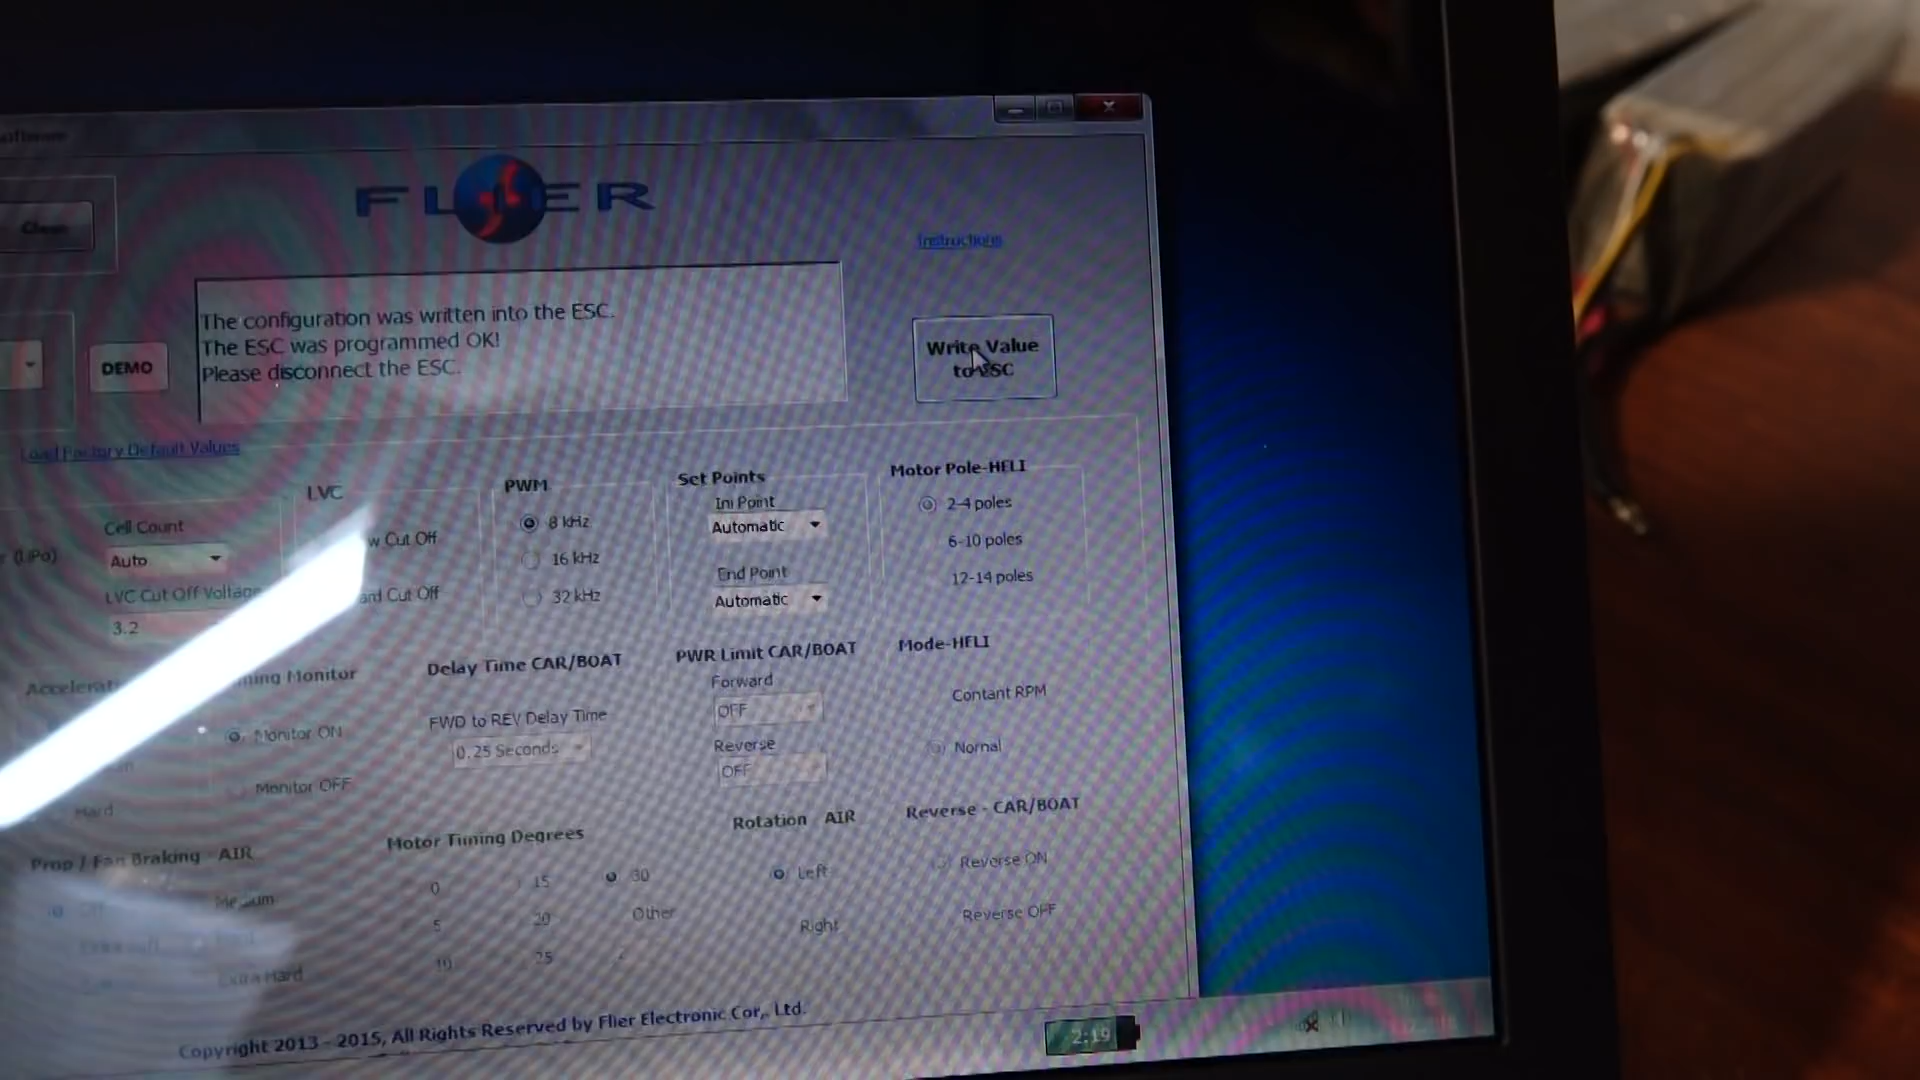 Clean
FLIER
Instructions
The configuration was written into the ESC.
The ESC was programmed OK!
Please disconnect the ESC.
DEMO
Write Value
to ESC
Load Factory Default Values
Cell Count
Auto
LVC Cut Off Voltage
3.2
LVC
w Cut Off
ard Cut Off
PWM
8 kHz
16 kHz
32 kHz
Set Points
Ini Point
Automatic
End Point
Automatic
Motor Pole-HELI
2-4 poles
6-10 poles
12-14 poles
(LiPo)
Monitor
Monitor ON
Monitor OFF
Hard
Delay Time CAR/BOAT
FWD to REV Delay Time
0.25 Seconds
PWR Limit CAR/BOAT
Forward
OFF
Reverse
OFF
Mode-HELI
Contant RPM
Normal
Prop / Fan Braking - AIR
Medium
Extra Hard
Motor Timing Degrees
0
15
30
5
20
Other
10
25
Rotation AIR
Left
Right
Reverse - CAR/BOAT
Reverse ON
Reverse OFF
Copyright 2013 - 2015, All Rights Reserved by Flier Electronic Cor,. Ltd.
2:19